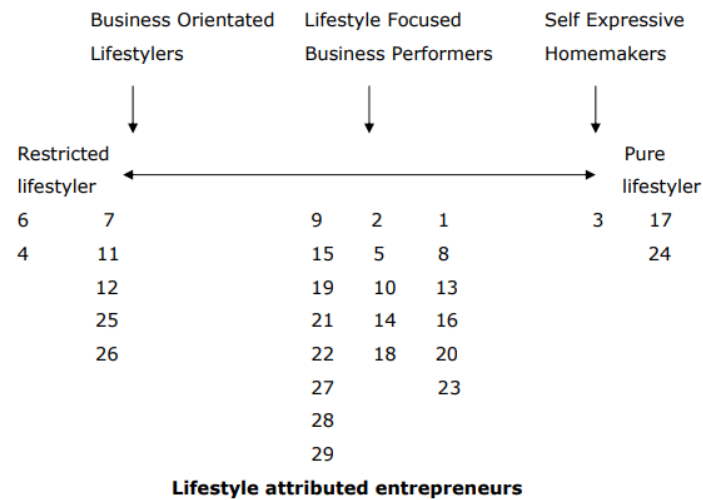 Business Orientated Lifestyle Focused Self Expressive
Lifestylers Business Performers Homemakers
Restricted Pure
lifestyler lifestyler
6 7 9 2 1 3 17
4 11 15 5 8 24
12 19 10 13
25 21 14 16
26 22 18 20
27 23
28
29
Lifestyle attributed entrepreneurs